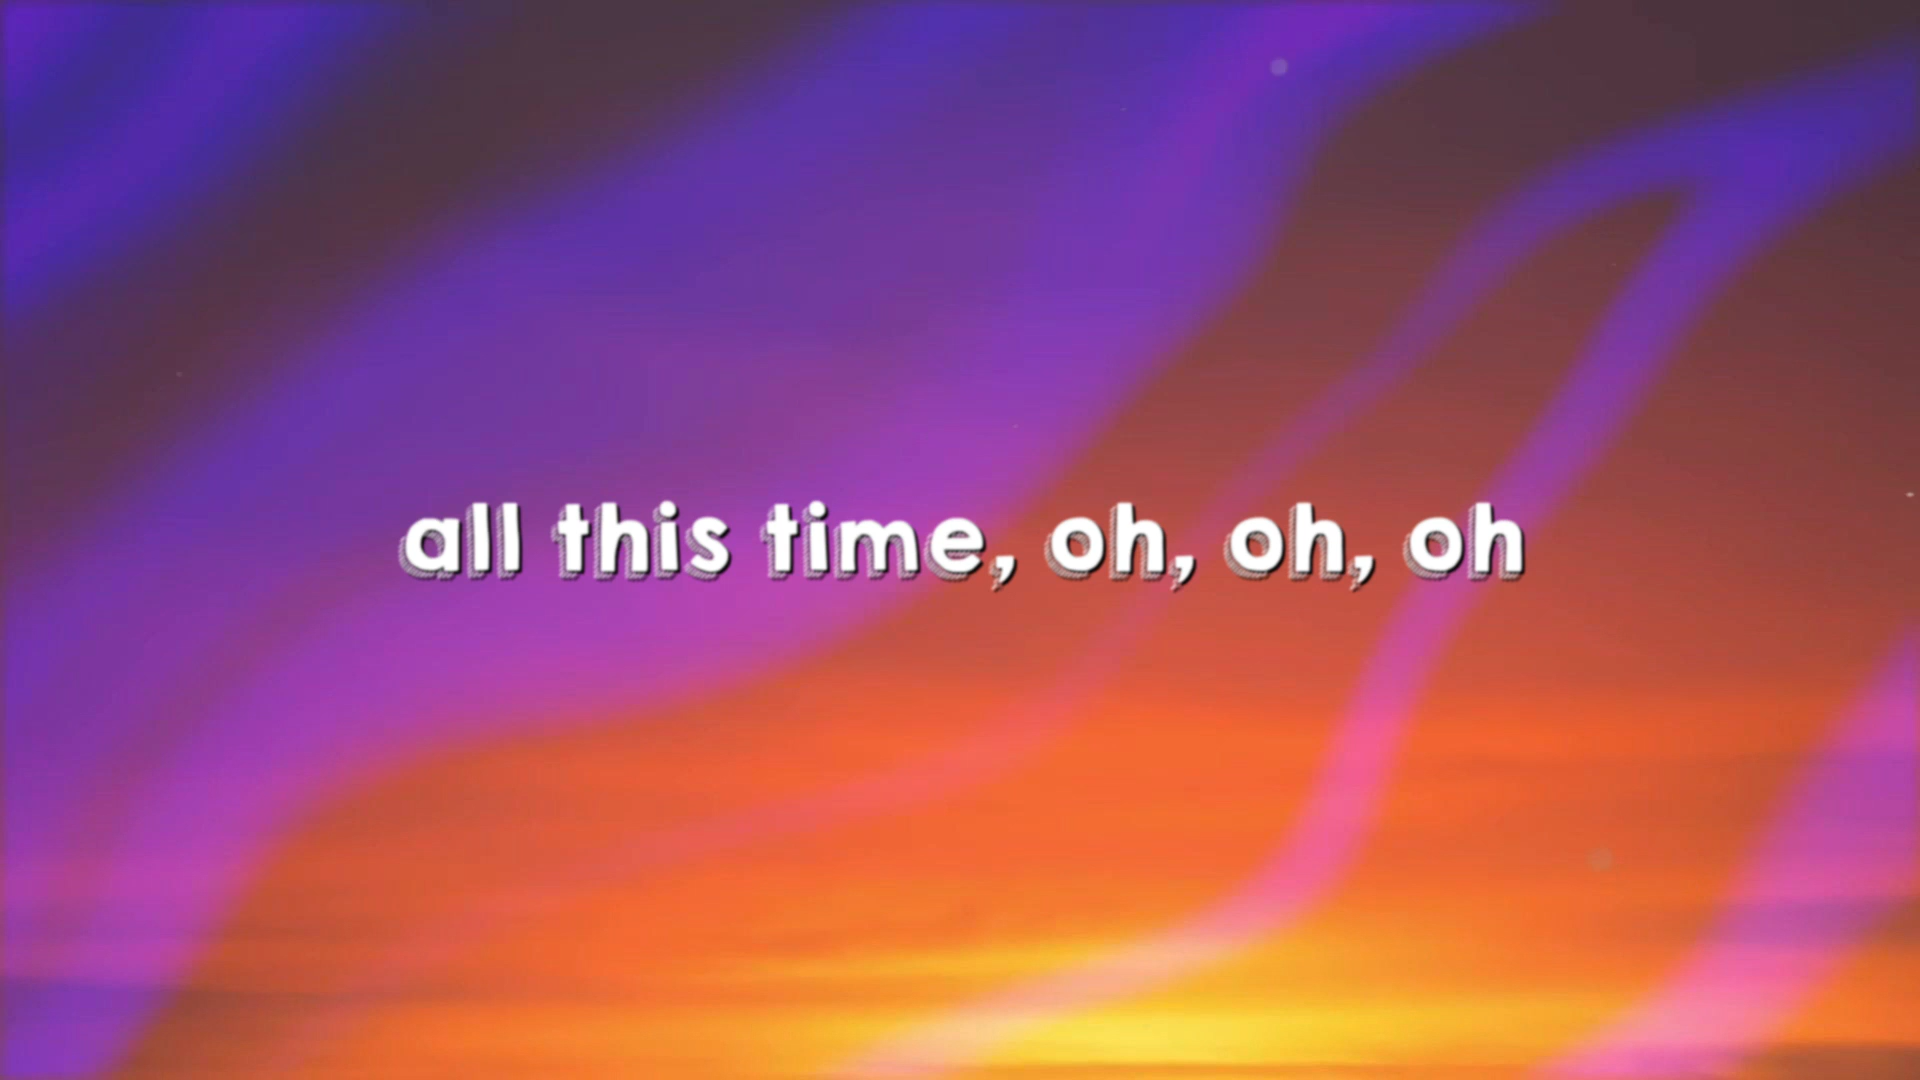 all this time, oh, oh, oh